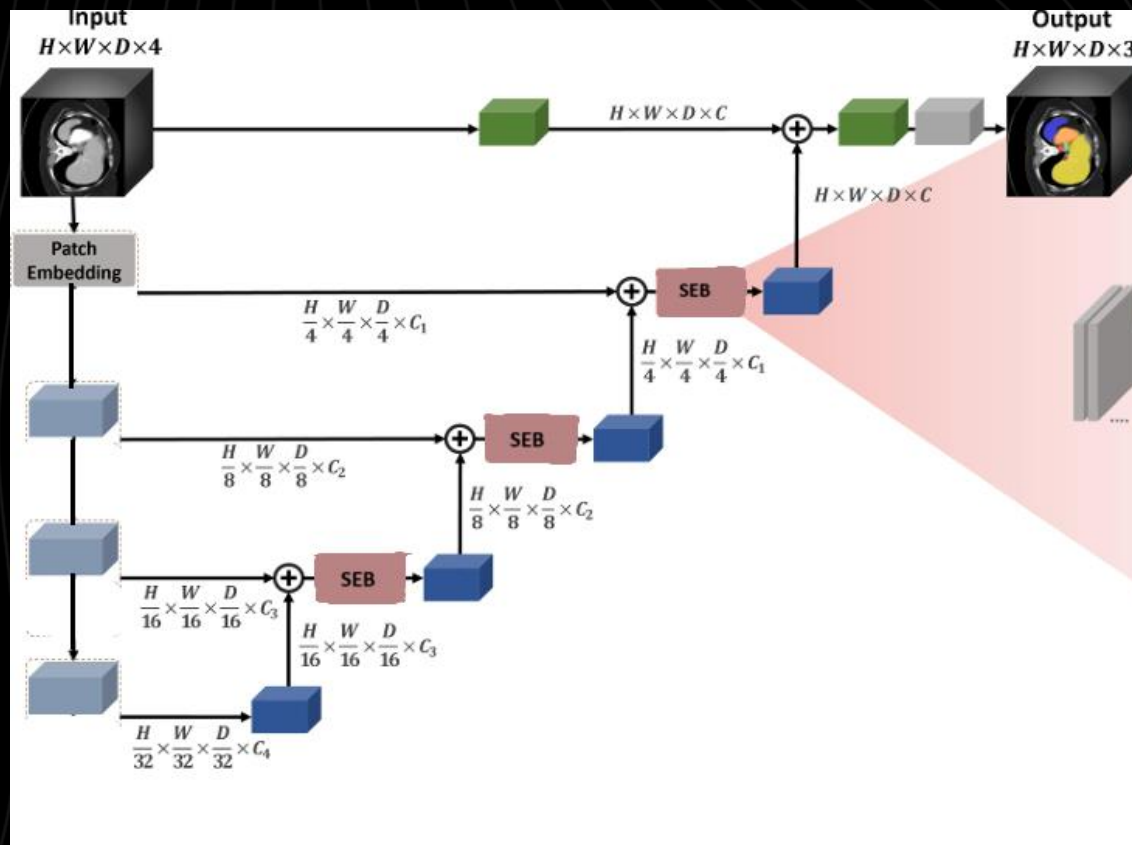 Input
H×W×D×4
Output
H×W×D×3
H×W×D×C
H×W×D×C
Patch
Embedding
SEB
H/4 × W/4 × D/4 × C₁
H/4 × W/4 × D/4 × C₁
SEB
H/8 × W/8 × D/8 × C₂
H/8 × W/8 × D/8 × C₂
SEB
H/16 × W/16 × D/16 × C₃
H/16 × W/16 × D/16 × C₃
H/32 × W/32 × D/32 × C₄
....